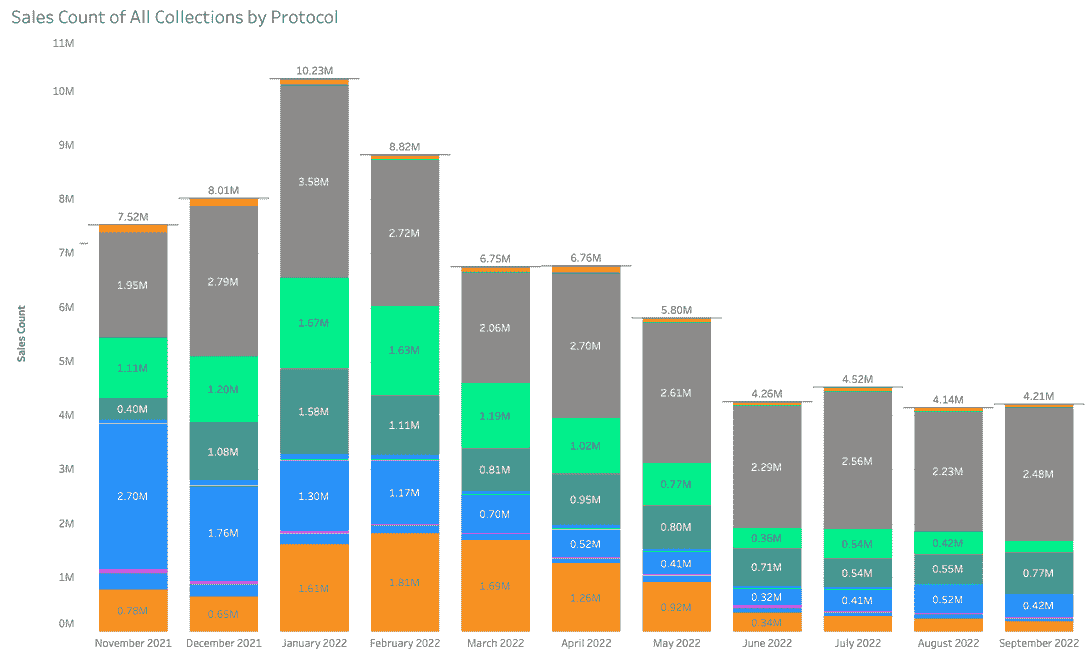 Sales Count of All Collections by Protocol
11M
10M
9M
8M
7M
6M
5M
4M
3M
2M
1M
0M
Sales Count
7.52M
1.95M
1.11M
0.40M
2.70M
0.78M
November 2021
8.01M
2.79M
1.20M
1.08M
1.76M
0.65M
December 2021
10.23M
3.58M
1.67M
1.58M
1.30M
1.61M
January 2022
8.82M
2.72M
1.63M
1.11M
1.17M
1.81M
February 2022
6.75M
2.06M
1.19M
0.81M
0.70M
1.69M
March 2022
6.76M
2.70M
1.02M
0.95M
0.52M
1.26M
April 2022
5.80M
2.61M
0.77M
0.80M
0.41M
0.92M
May 2022
4.26M
2.29M
0.36M
0.71M
0.32M
0.34M
June 2022
4.52M
2.56M
0.54M
0.54M
0.41M
July 2022
4.14M
2.23M
0.42M
0.55M
0.52M
August 2022
4.21M
2.48M
0.77M
0.42M
September 2022